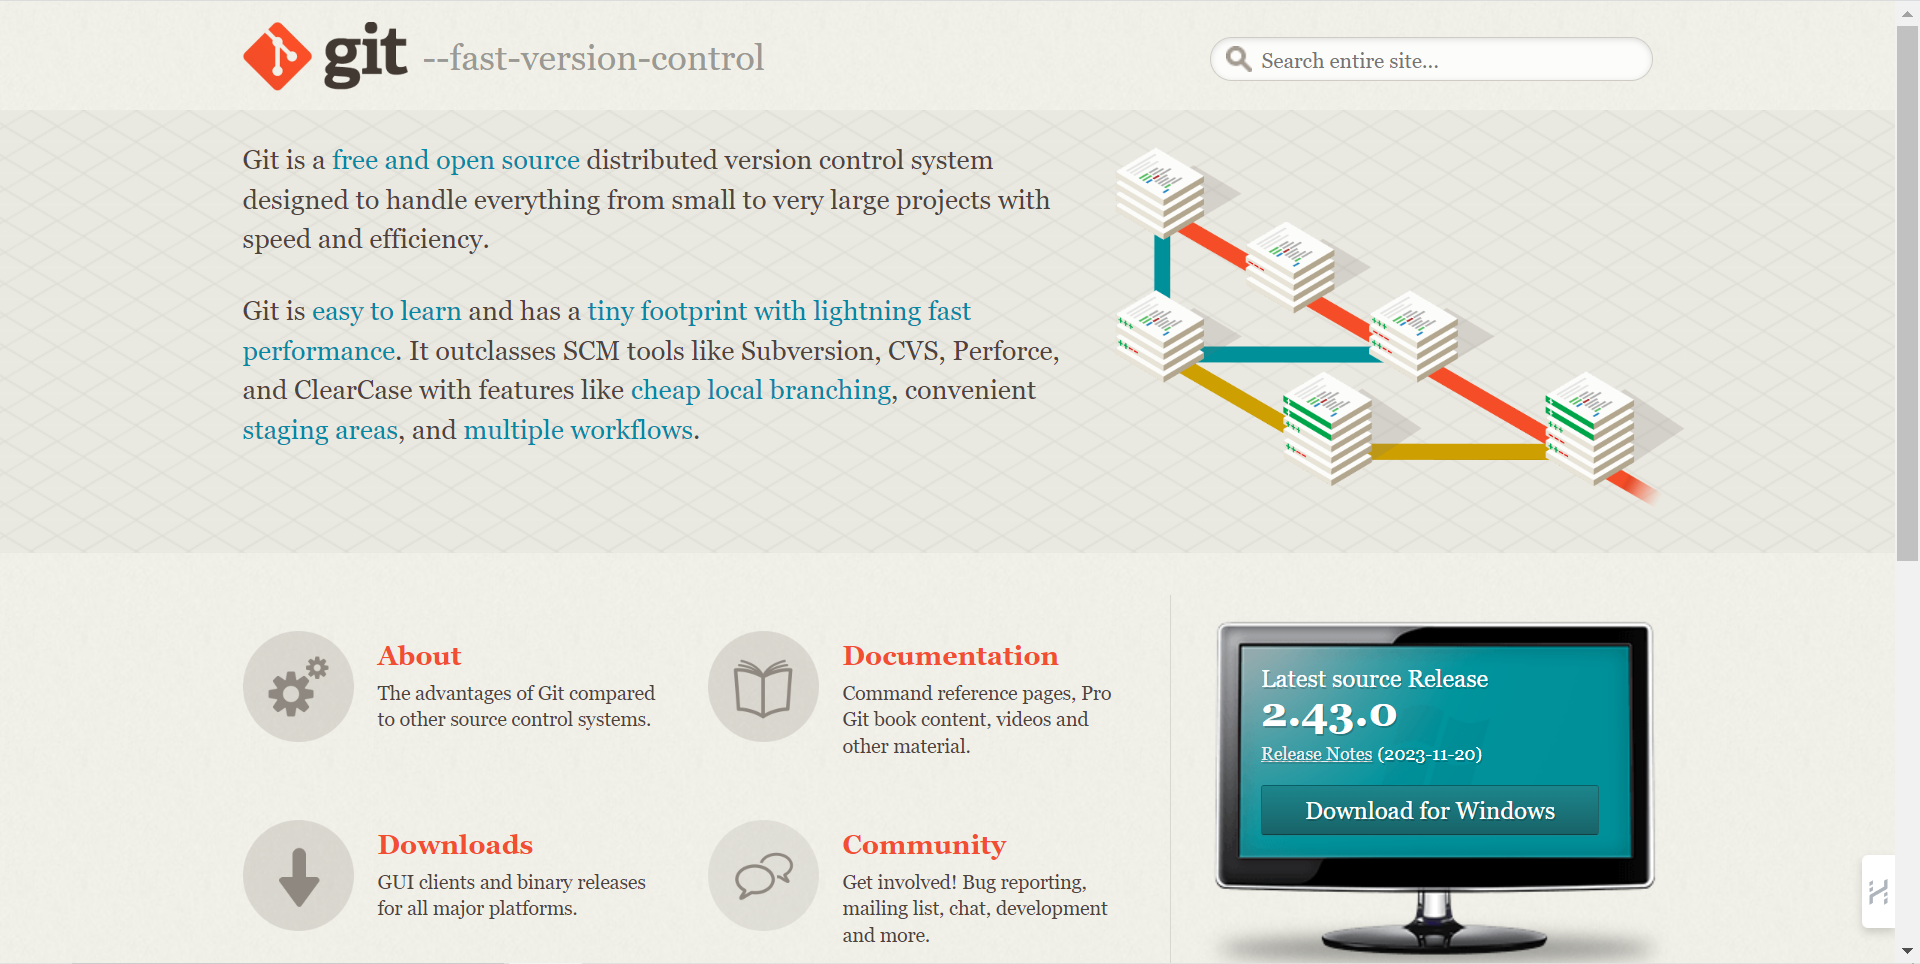 git --fast-version-control
Search entire site...
Git is a free and open source distributed version control system
designed to handle everything from small to very large projects with
speed and efficiency.
Git is easy to learn and has a tiny footprint with lightning fast
performance. It outclasses SCM tools like Subversion, CVS, Perforce,
and ClearCase with features like cheap local branching, convenient
staging areas, and multiple workflows.
About
The advantages of Git compared
to other source control systems.
Documentation
Command reference pages, Pro
Git book content, videos and
other material.
Downloads
GUI clients and binary releases
for all major platforms.
Community
Get involved! Bug reporting,
mailing list, chat, development
and more.
Latest source Release
2.43.0
Release Notes (2023-11-20)
Download for Windows